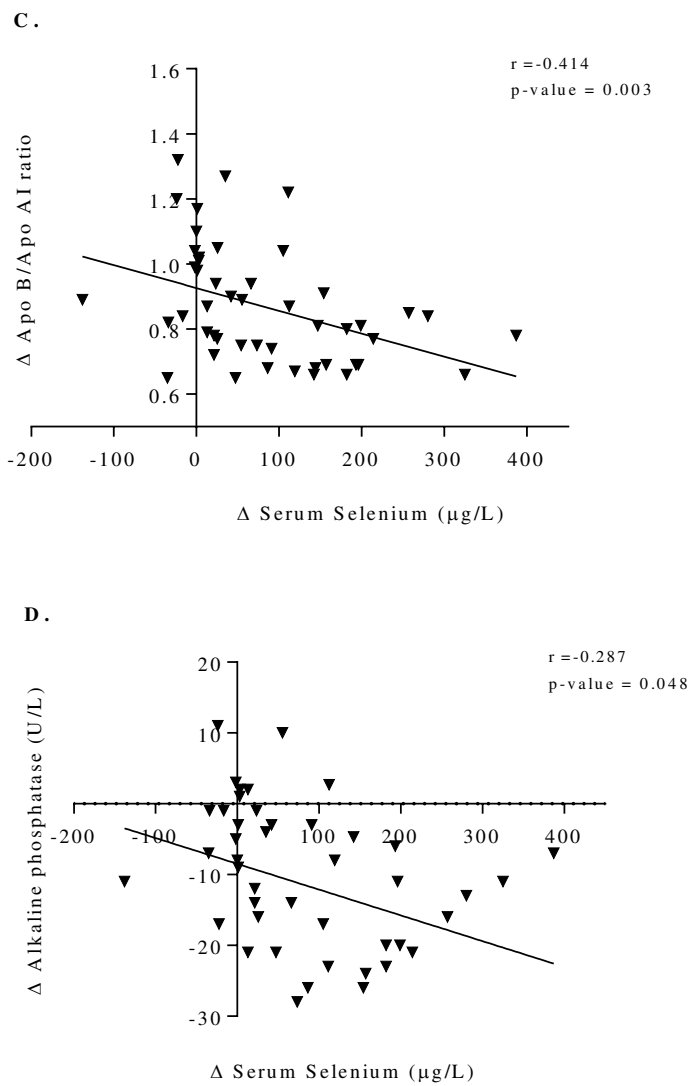 C.
r =-0.414
p-value = 0.003
1.6
1.4
1.2
1.0
0.8
0.6
Δ Apo B/Apo AI ratio
-200 -100 0 100 200 300 400
Δ Serum Selenium (µg/L)
D.
r =-0.287
p-value = 0.048
20
10
-200 -100 100 200 300 400
-10
-20
-30
Δ Alkaline phosphatase (U/L)
Δ Serum Selenium (µg/L)